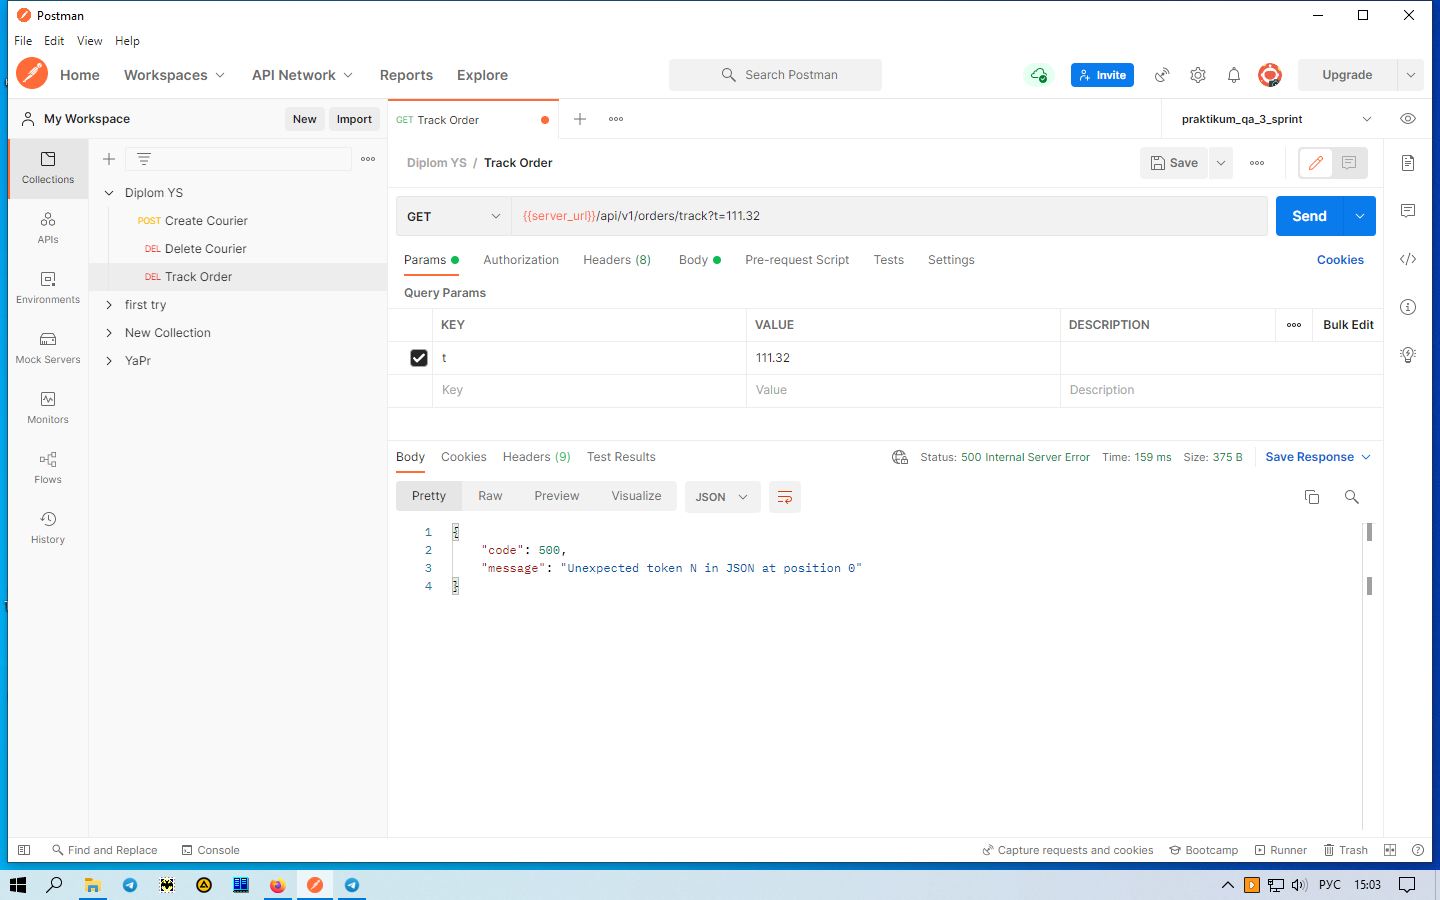 Postman
File Edit View Help
Home Workspaces API Network Reports Explore Search Postman Invite Upgrade
My Workspace New Import GET Track Order praktikum_qa_3_sprint
Collections
APIs
Environments
Mock Servers
Monitors
Flows
History
Diplom YS
POST Create Courier
DEL Delete Courier
DEL Track Order
first try
New Collection
YaPr
Diplom YS / Track Order Save
GET {{server_url}}/api/v1/orders/track?t=111.32 Send
Params Authorization Headers (8) Body Pre-request Script Tests Settings Cookies
Query Params
KEY VALUE DESCRIPTION Bulk Edit
t 111.32
Key Value Description
Body Cookies Headers (9) Test Results Status: 500 Internal Server Error Time: 159 ms Size: 375 B Save Response
Pretty Raw Preview Visualize JSON
1 {
2 "code": 500,
3 "message": "Unexpected token N in JSON at position 0"
4 }
Find and Replace Console Capture requests and cookies Bootcamp Runner Trash
РУС 15:03